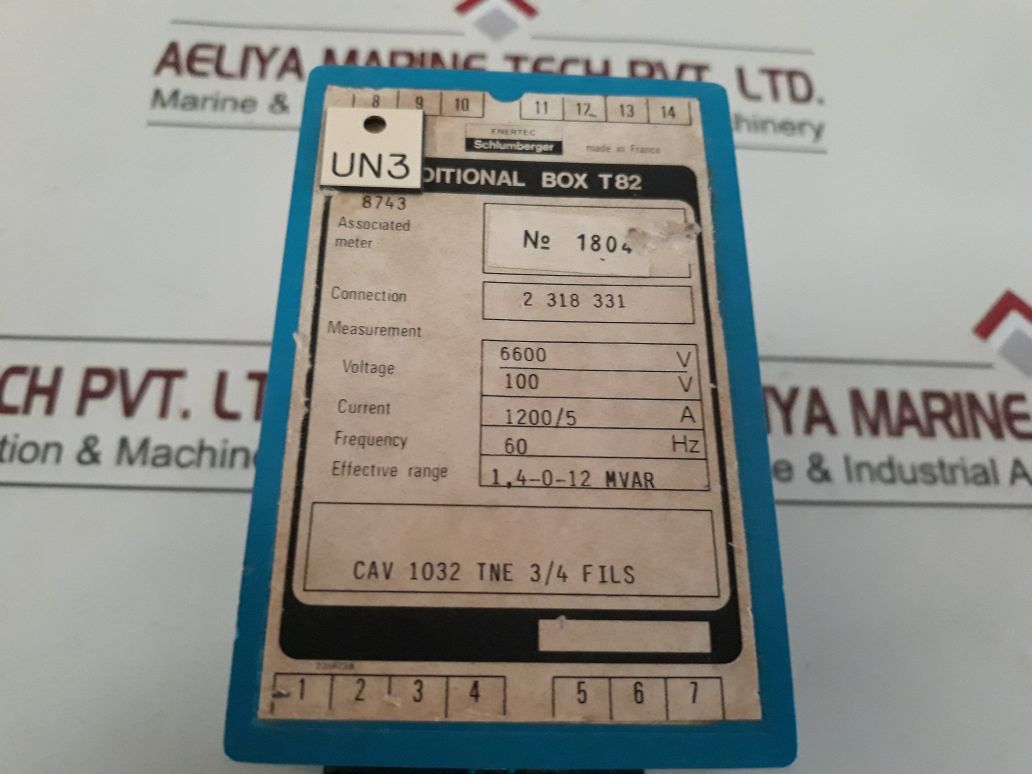 AELIYA MARINE TECH PVT. LTD.
Marine &
hinery
8 9 10 11 12 13 14
ENERTEC
Schlumberger
made in France
UN3
DITIONAL BOX T82
8743
Associated
meter
№ 1804
Connection
2 318 331
Measurement
Voltage
6600 V
100 V
Current
1200/5 A
Frequency
60 Hz
Effective range
1,4-0-12 MVAR
CAV 1032 TNE 3/4 FILS
1 2 3 4 5 6 7
CH PVT. LT
tion & Machin
IYA MARINE
e & Industrial A